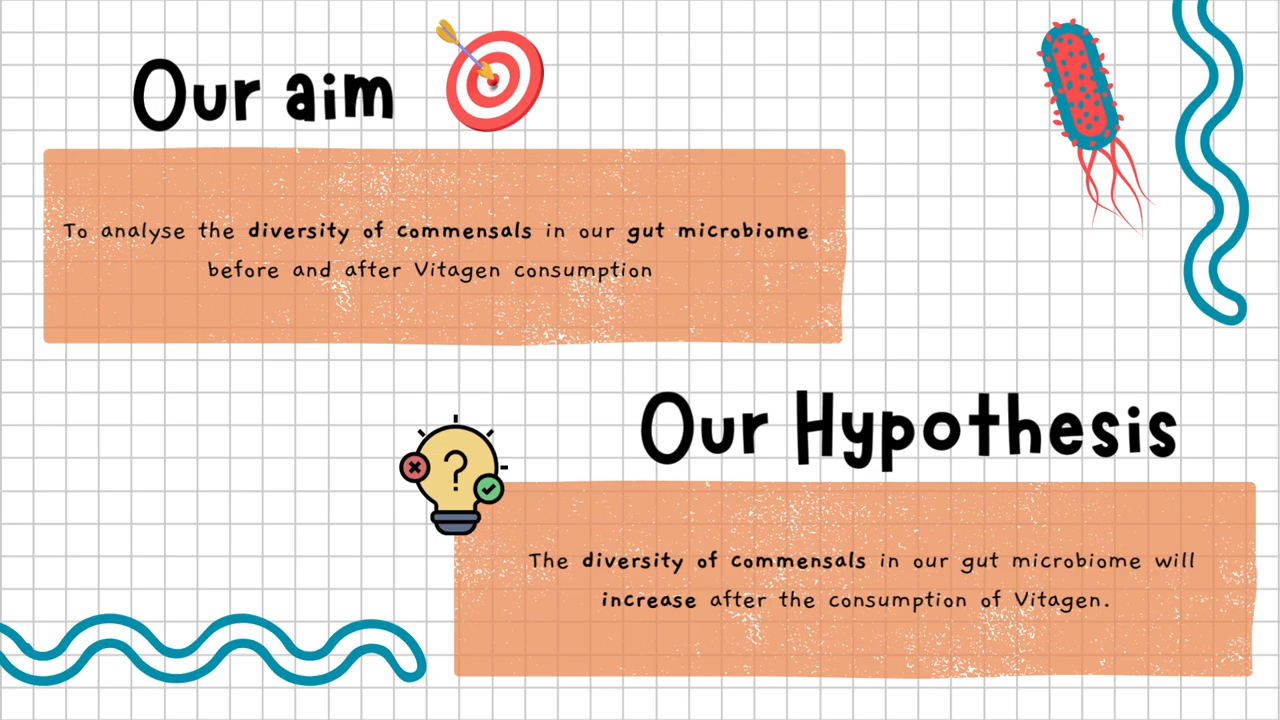 Our aim
To analyse the diversity of commensals in our gut microbiome
before and after Vitagen consumption
Our Hypothesis
?
The diversity of commensals in our gut microbiome will
increase after the consumption of Vitagen.